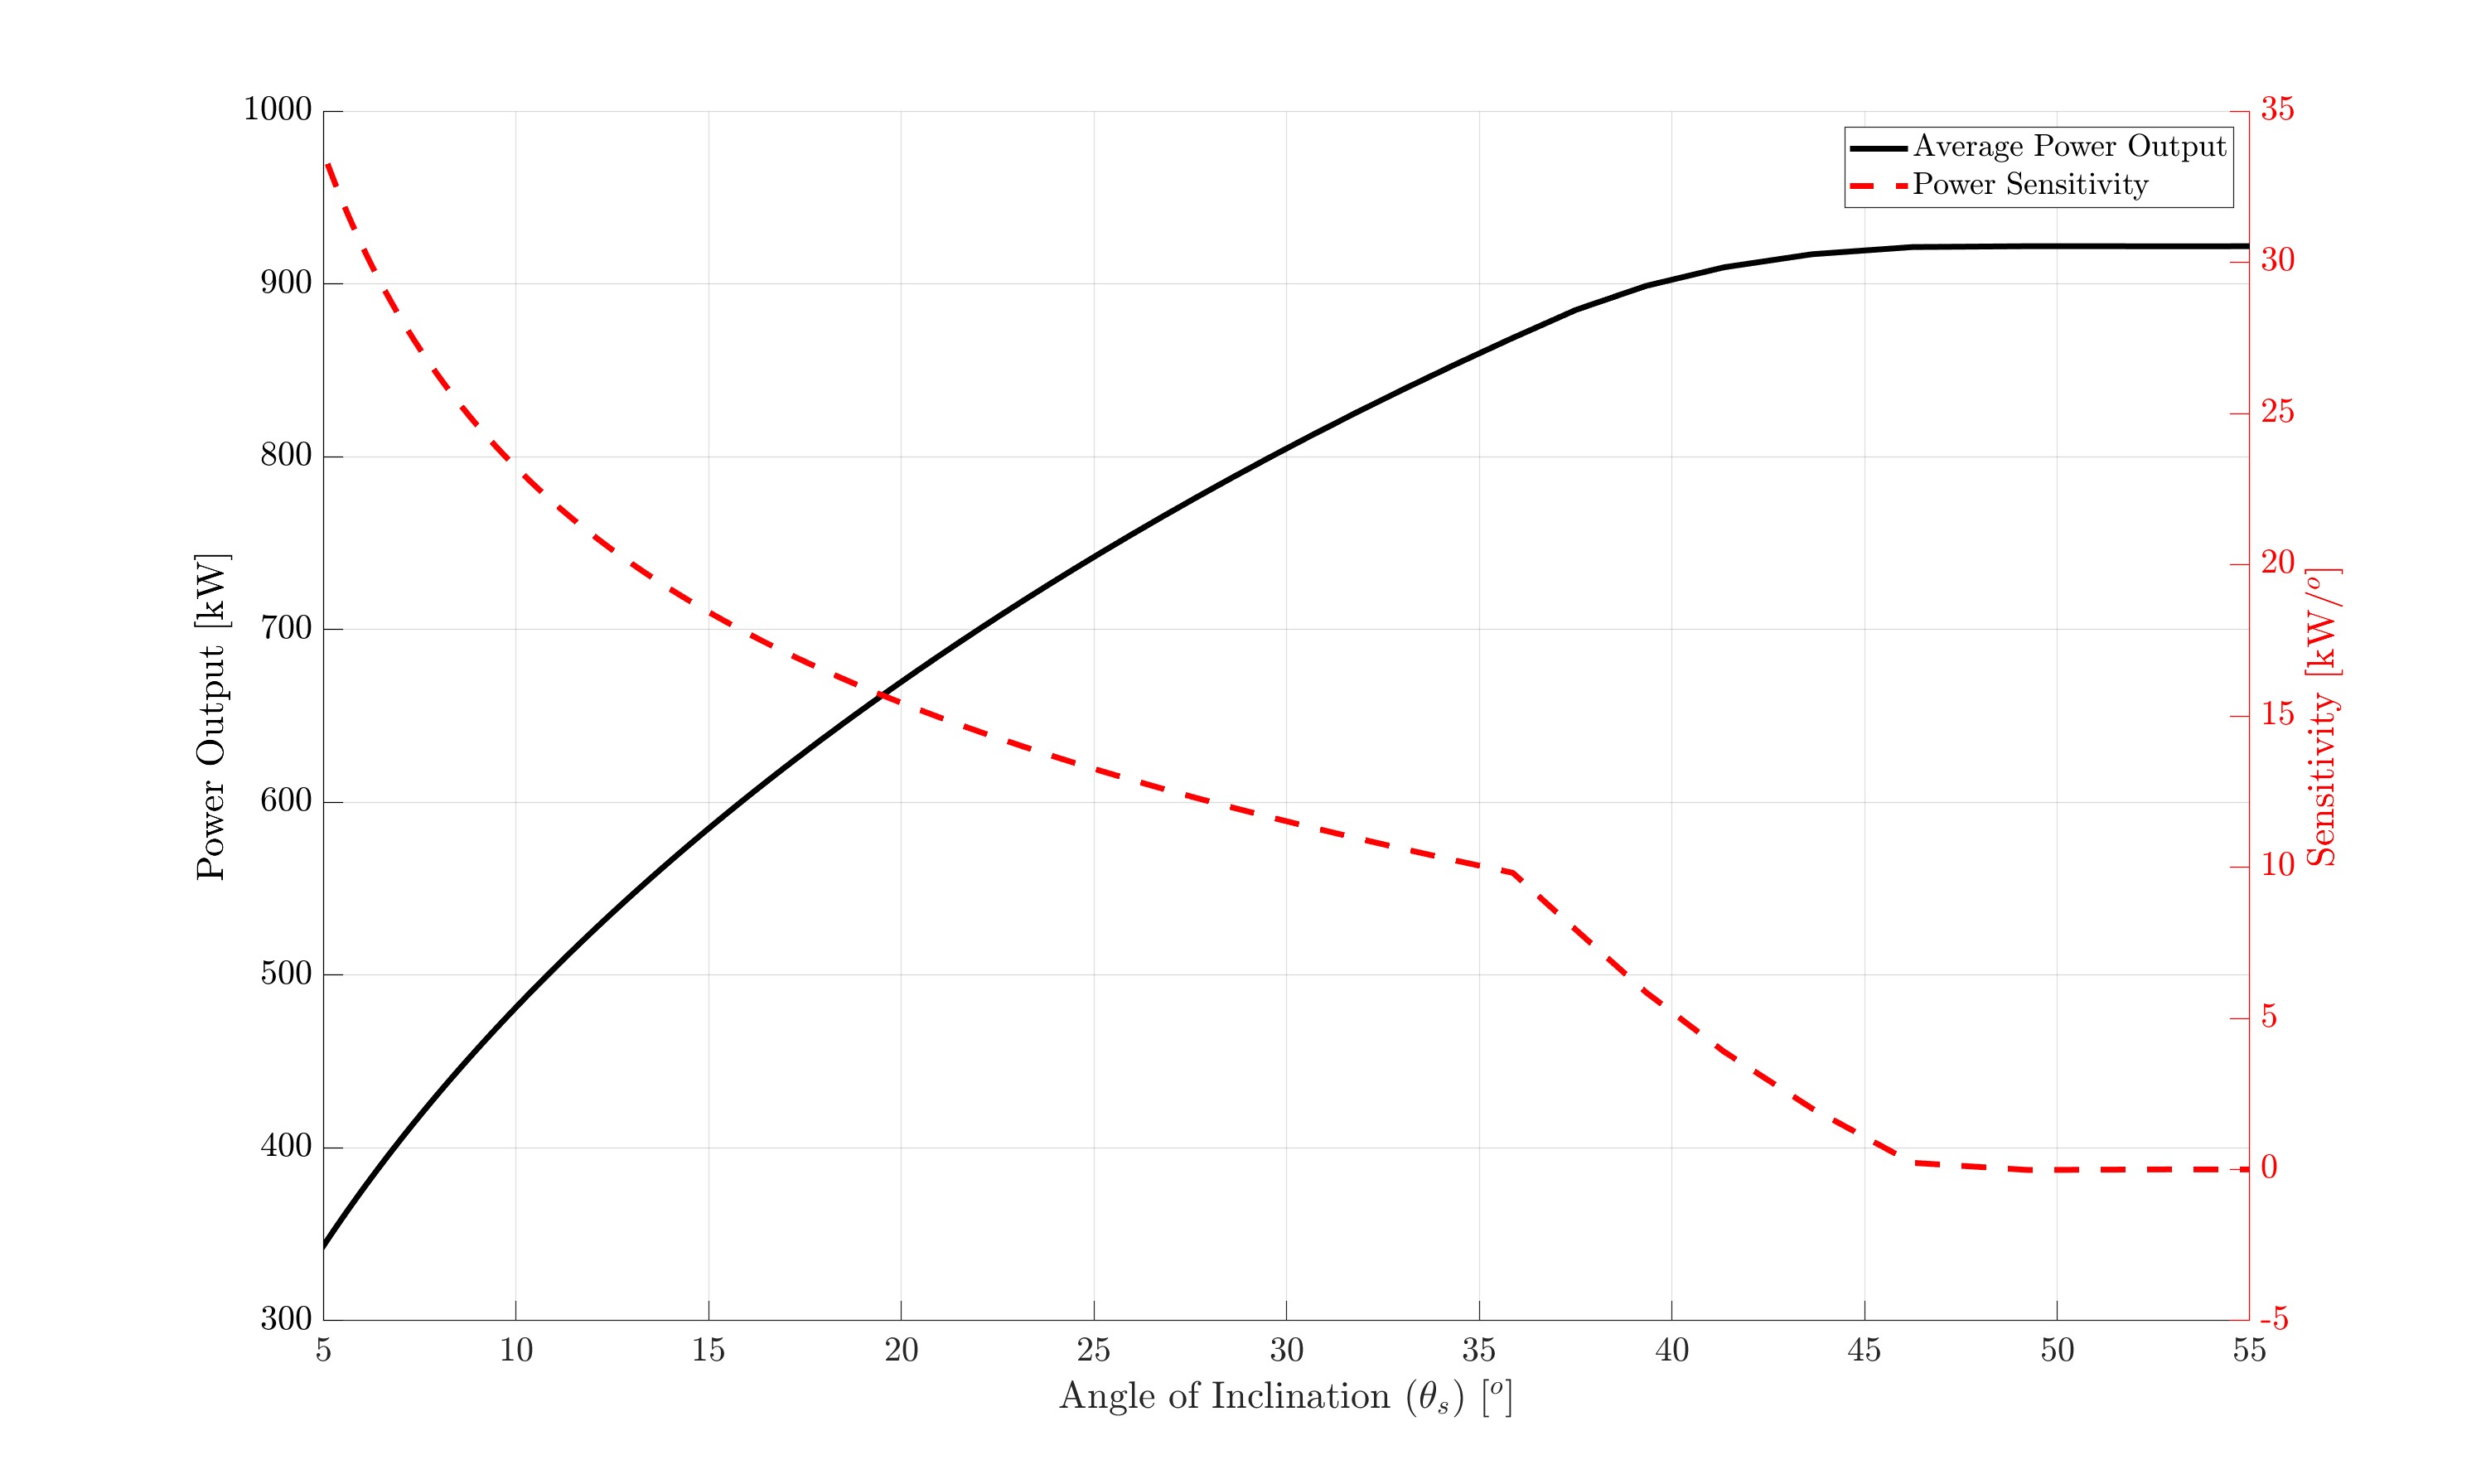 1000
900
800
700
600
500
400
300
Power Output [kW]
35
30
25
20
15
10
5
0
-5
Sensitivity [kW/°]
Average Power Output
Power Sensitivity
5 10 15 20 25 30 35 40 45 50 55
Angle of Inclination (θₛ) [°]